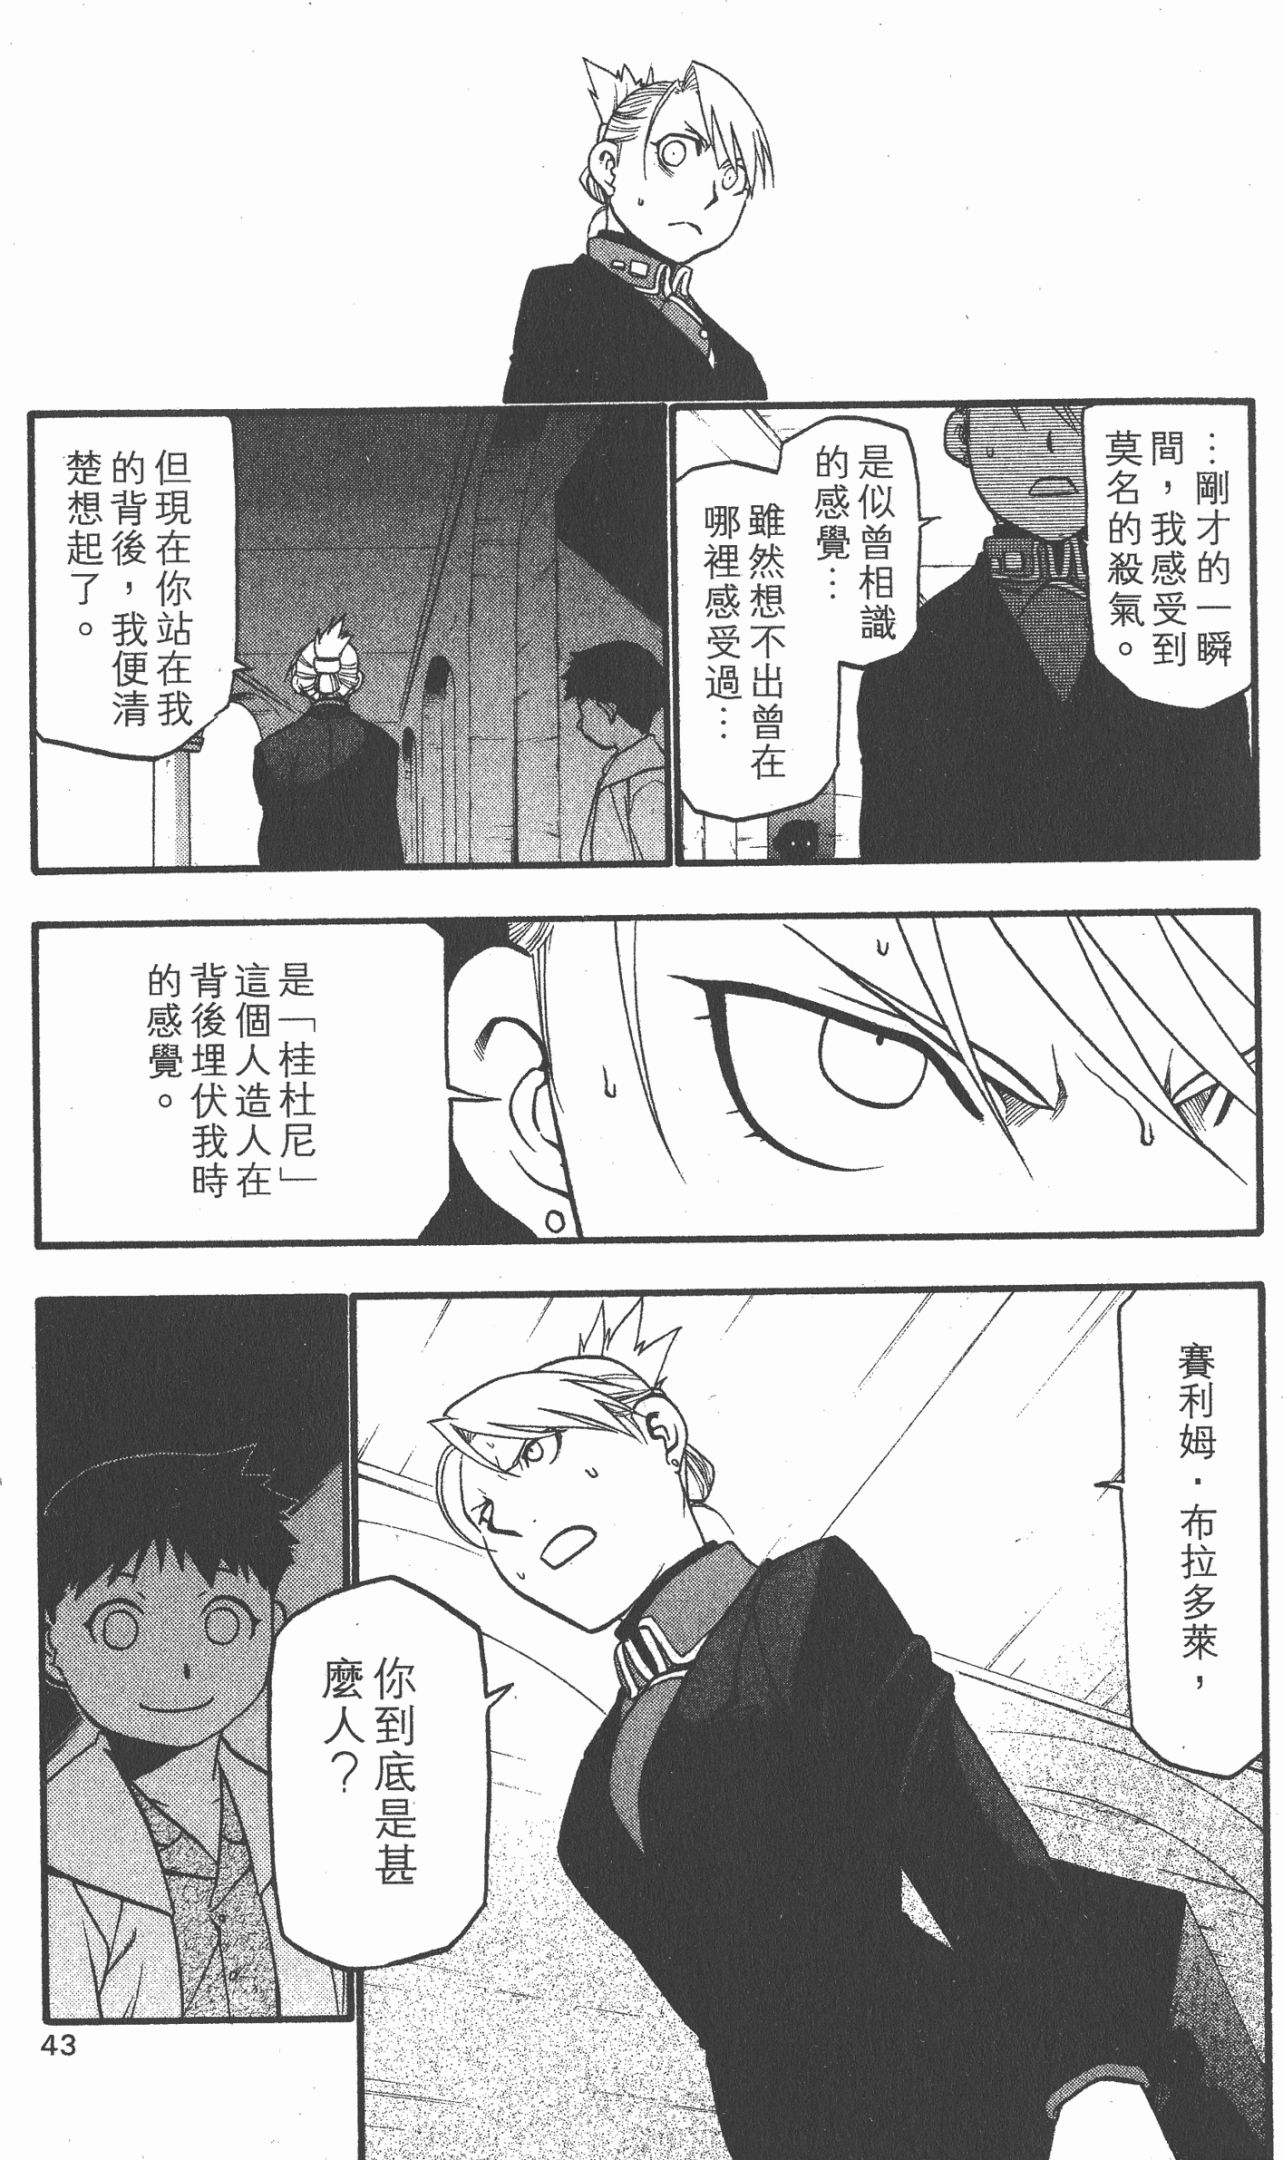 …剛才的一瞬
間，我感受到
莫名的殺氣。
是似曾相識
的感覺…
雖然想不出曾在
哪裡感受過…
但現在你站在我
的背後，我便清
楚想起了。
是「桂杜尼」
這個人造人在
背後埋伏我時
的感覺。
賽利姆．布拉多萊，
你到底是甚
麼人？
43